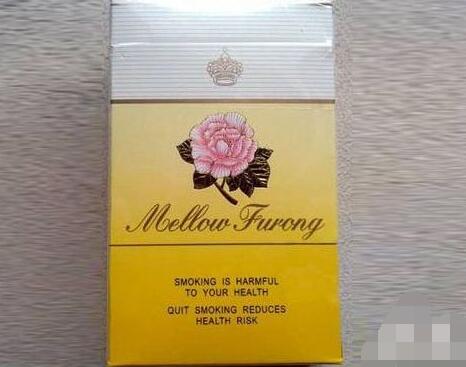 Mellow Furong
SMOKING IS HARMFUL
TO YOUR HEALTH
QUIT SMOKING REDUCES
HEALTH RISK